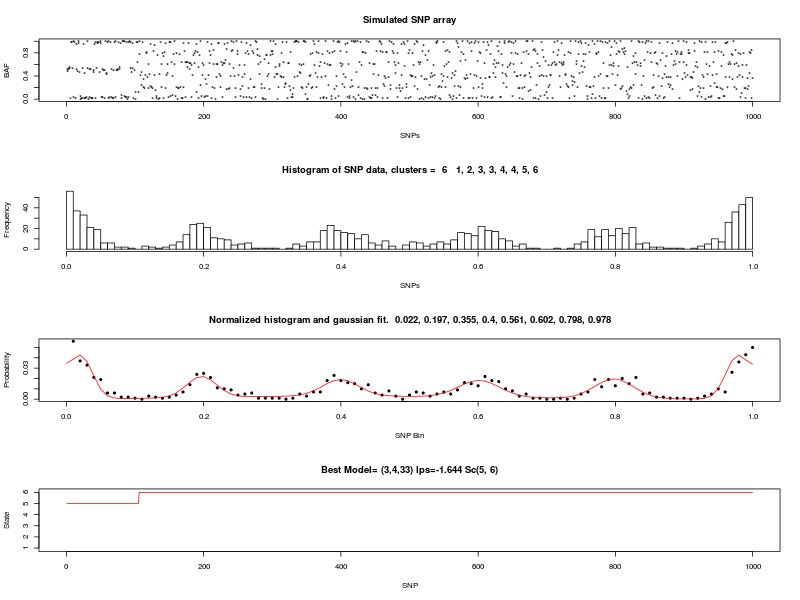 Simulated SNP array
BAF
0.0 0.4 0.8
0 200 400 600 800 1000
SNPs
Histogram of SNP data, clusters = 6 1, 2, 3, 3, 4, 4, 5, 6
Frequency
0 20 40
0.0 0.2 0.4 0.6 0.8 1.0
SNPs
Normalized histogram and gaussian fit. 0.022, 0.197, 0.355, 0.4, 0.561, 0.602, 0.798, 0.978
Probability
0.00 0.03
0.0 0.2 0.4 0.6 0.8 1.0
SNP Bin
Best Model= (3,4,33) lps=-1.644 Sc(5, 6)
State
1 2 3 4 5 6
0 200 400 600 800 1000
SNP